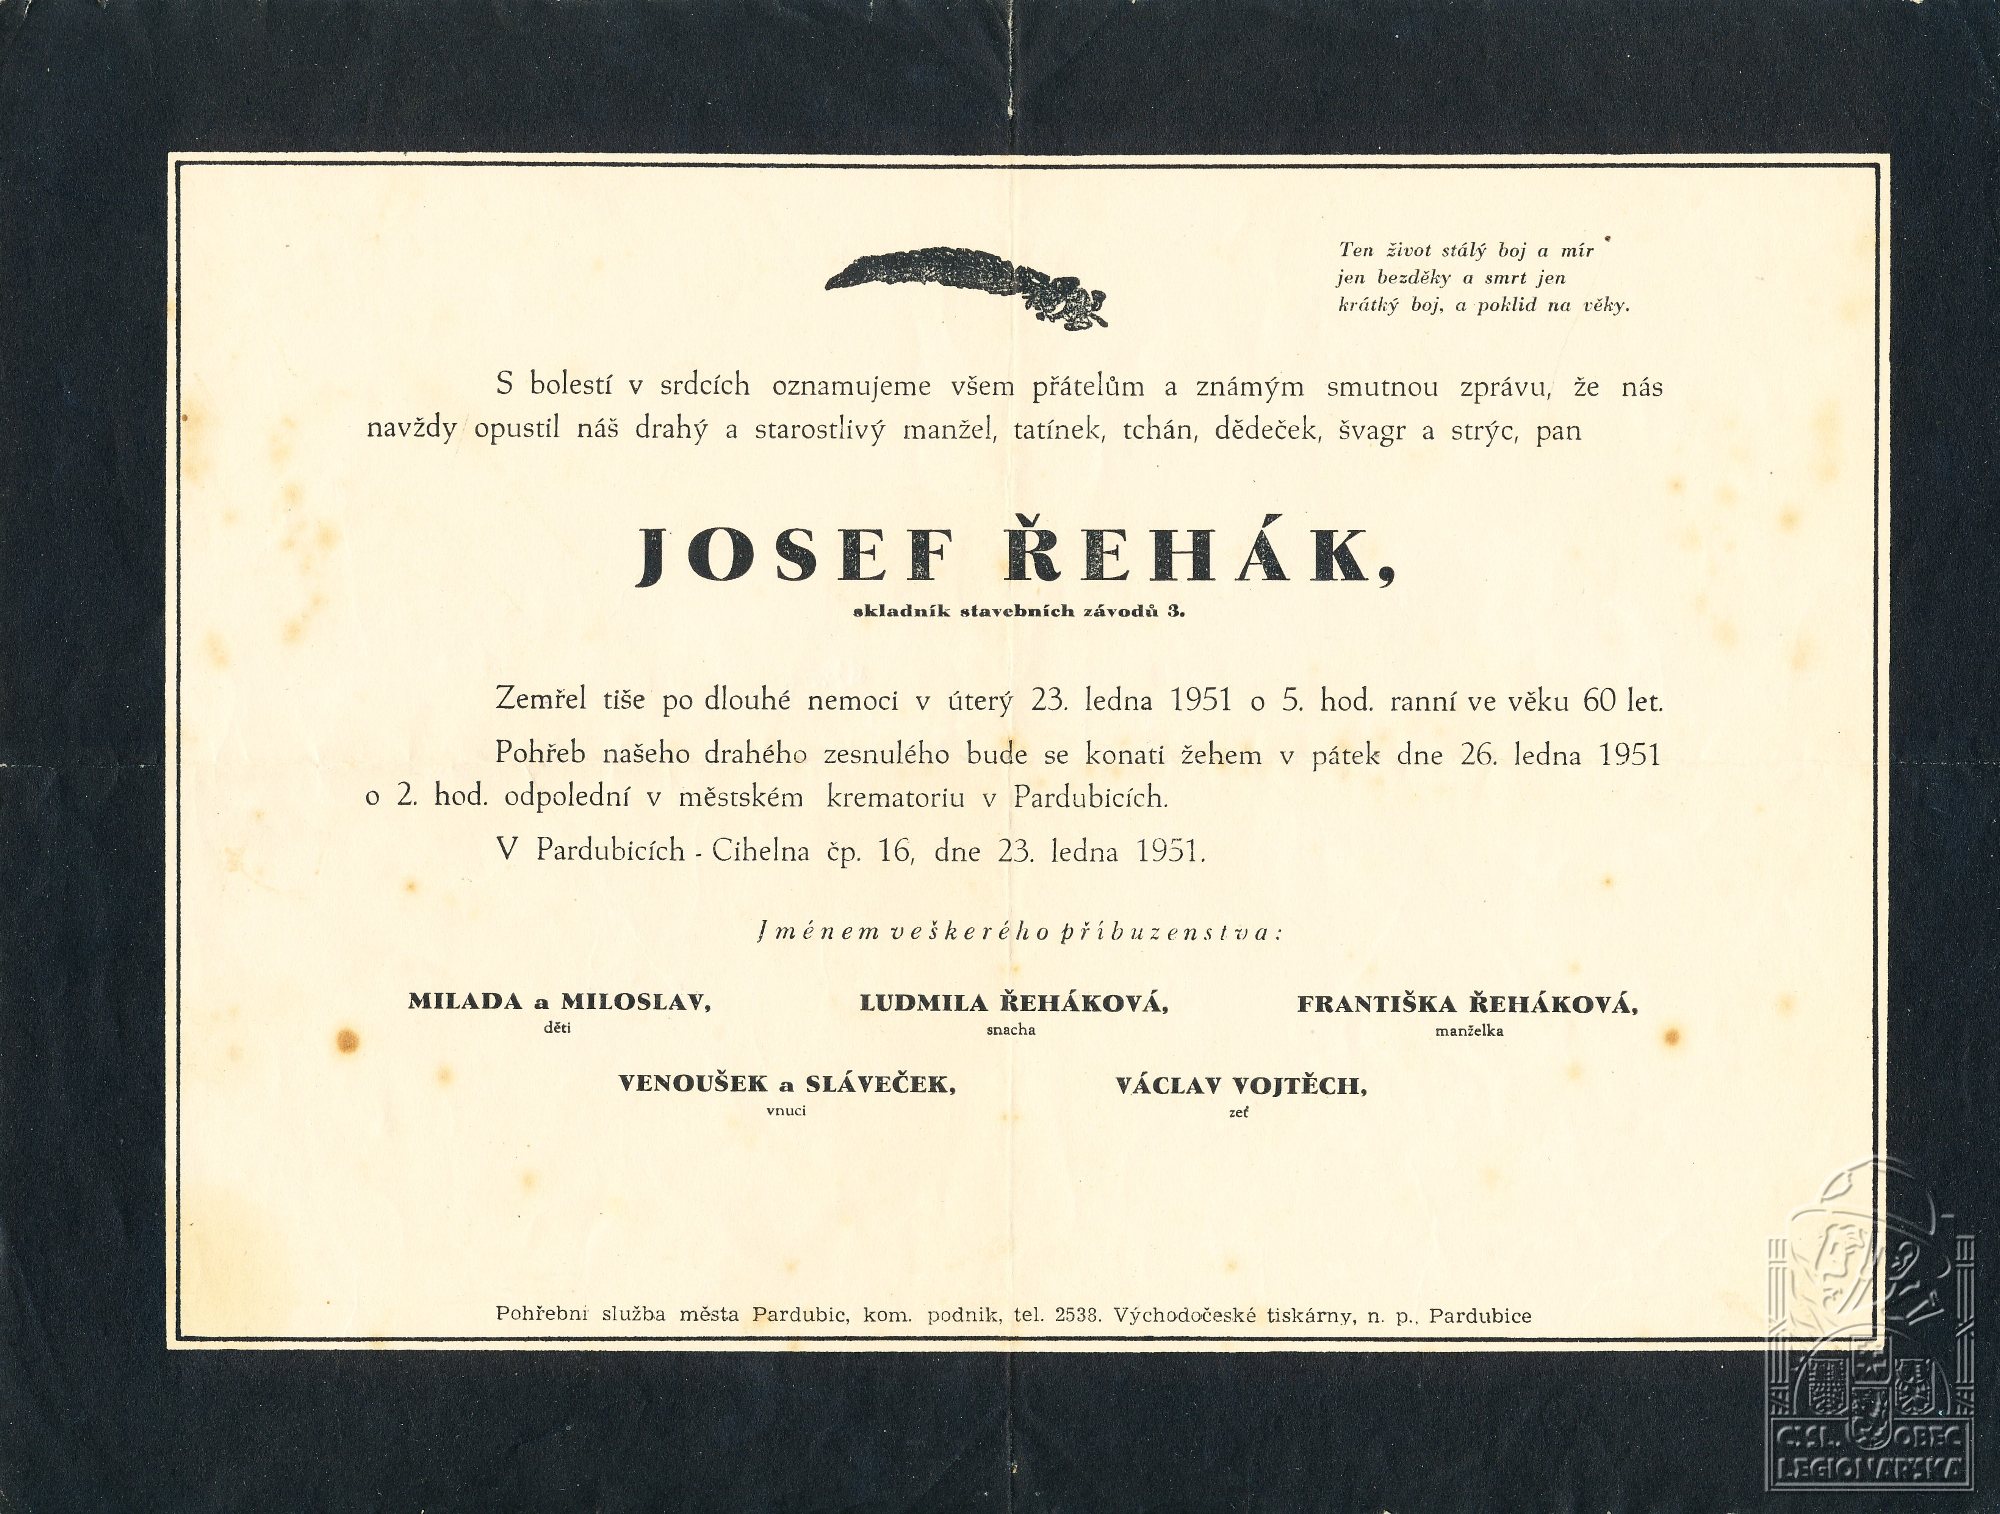 Ten život stálý boj a mír
jen bezděky a smrt jen
krátký boj, a poklid na věky.
S bolestí v srdcích oznamujeme všem přátelům a známým smutnou zprávu, že nás
navždy opustil náš drahý a starostlivý manžel, tatínek, tchán, dědeček, švagr a strýc, pan
JOSEF ŘEHÁK,
skladník stavebních závodů 3.
Zemřel tiše po dlouhé nemoci v úterý 23. ledna 1951 o 5. hod. ranní ve věku 60 let.
Pohřeb našeho drahého zesnulého bude se konati žehem v pátek dne 26. ledna 1951
o 2. hod. odpolední v městském krematoriu v Pardubicích.
V Pardubicích - Cihelna čp. 16, dne 23. ledna 1951.
Jménem veškerého příbuzenstva:
MILADA a MILOSLAV, LUDMILA ŘEHÁKOVÁ, FRANTIŠKA ŘEHÁKOVÁ,
děti snacha manželka
VENOUŠEK a SLÁVEČEK, VÁCLAV VOJTĚCH,
vnuci zeť
Pohřební služba města Pardubic, kom. podnik, tel. 2538. Východočeské tiskárny, n. p., Pardubice
Č.SL. OBEC
LEGIONÁŘSKÁ